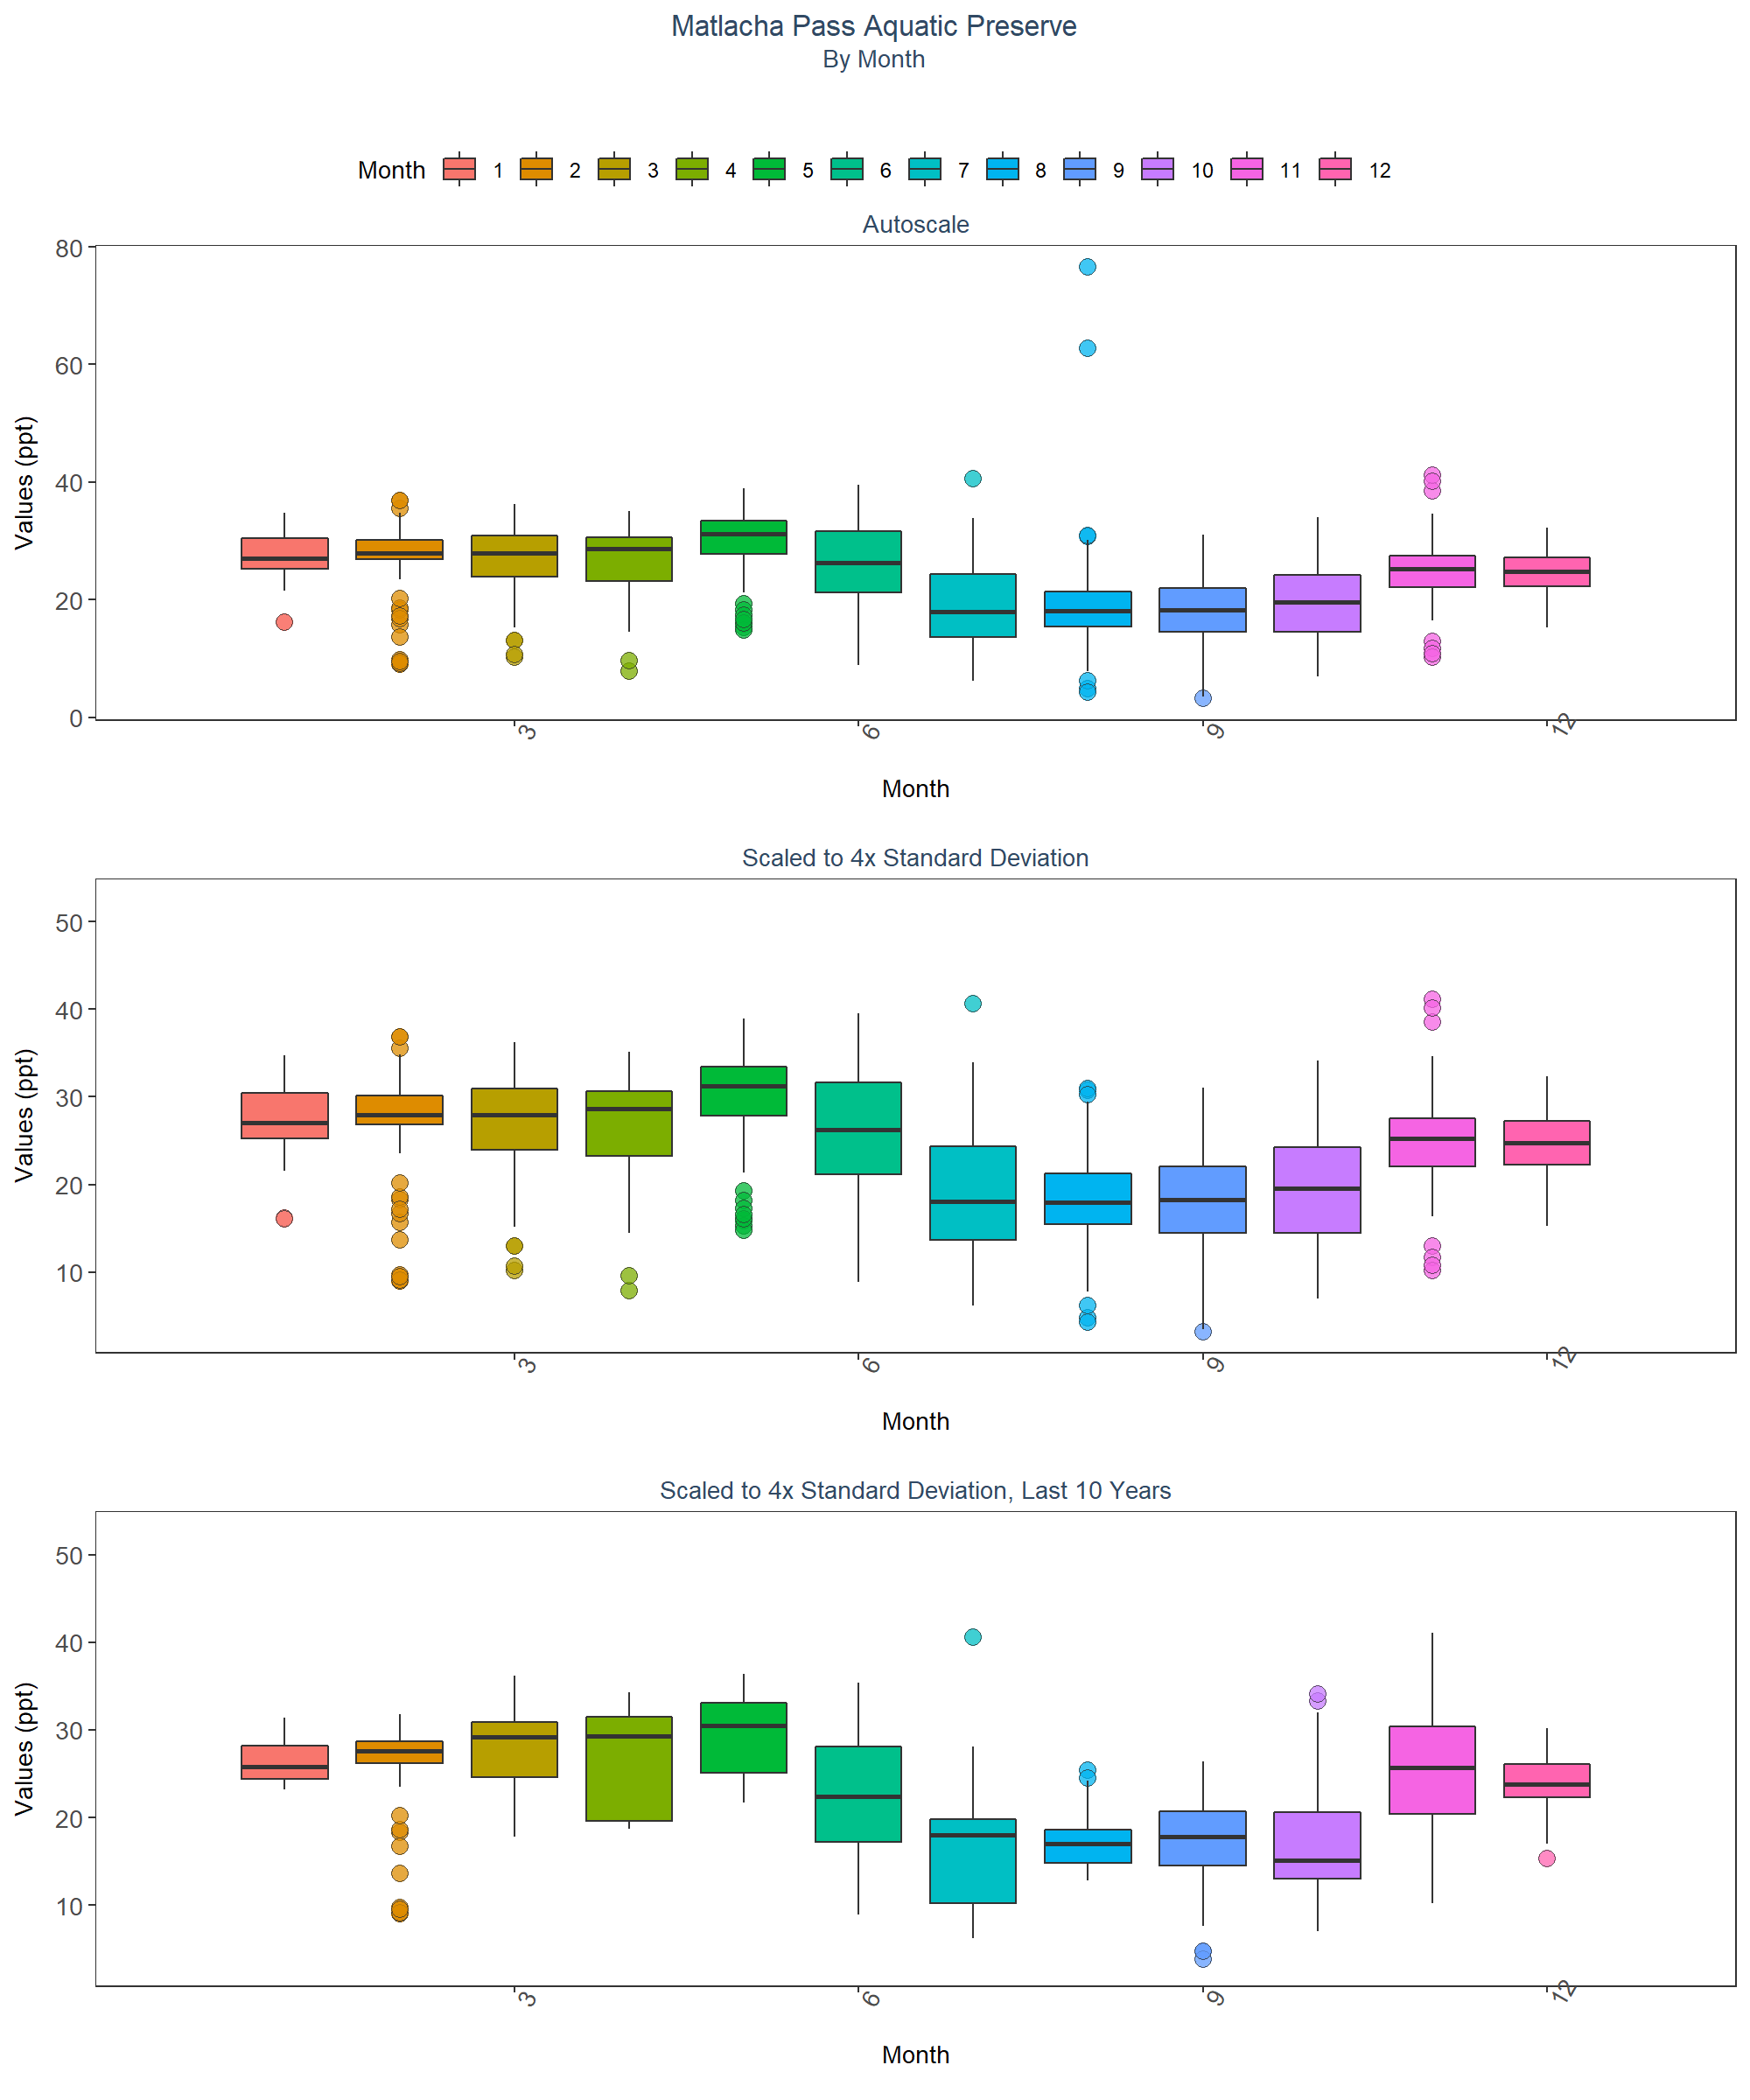 Matlacha Pass Aquatic Preserve
By Month
Month 1 2 3 4 5 6 7 8 9 10 11 12
Autoscale
Values (ppt)
80
60
40
20
0
3 6 9 12
Month
Scaled to 4x Standard Deviation
Values (ppt)
50
40
30
20
10
3 6 9 12
Month
Scaled to 4x Standard Deviation, Last 10 Years
Values (ppt)
50
40
30
20
10
3 6 9 12
Month